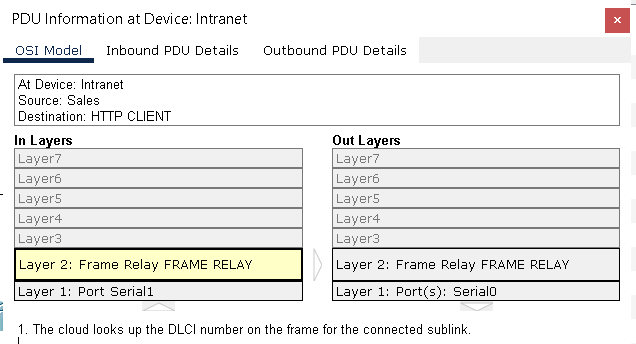 PDU Information at Device: Intranet
OSI Model Inbound PDU Details Outbound PDU Details
At Device: Intranet
Source: Sales
Destination: HTTP CLIENT
In Layers Out Layers
Layer7 Layer7
Layer6 Layer6
Layer5 Layer5
Layer4 Layer4
Layer3 Layer3
Layer 2: Frame Relay FRAME RELAY Layer 2: Frame Relay FRAME RELAY
Layer 1: Port Serial1 Layer 1: Port(s): Serial0
1. The cloud looks up the DLCI number on the frame for the connected sublink.